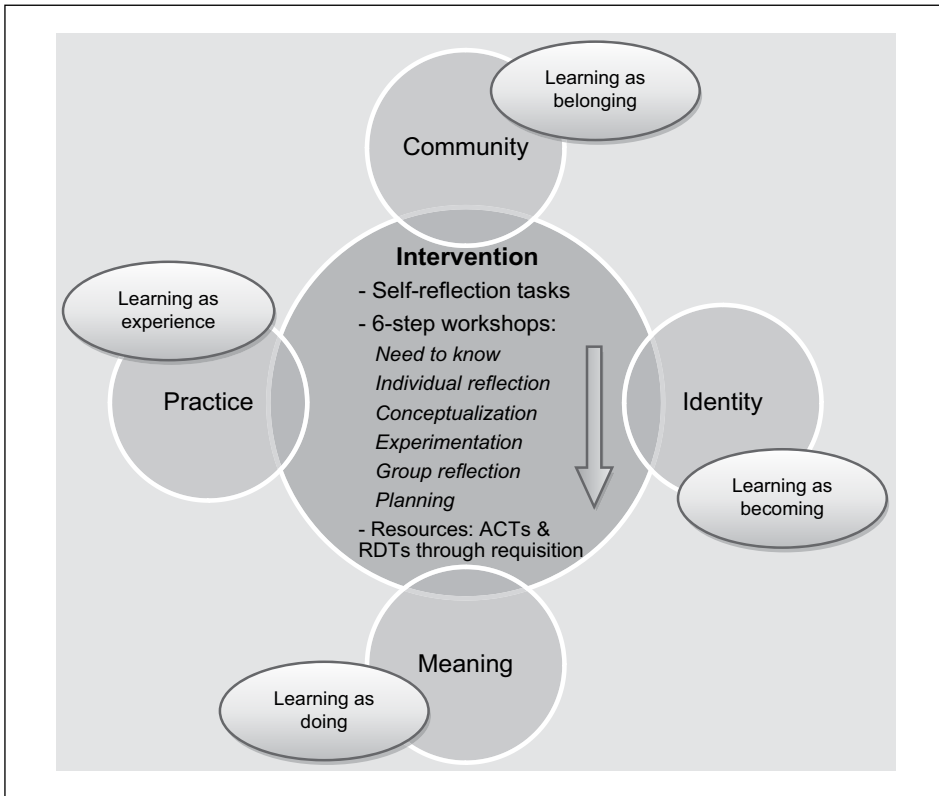 Learning as
belonging
Community
Intervention
- Self-reflection tasks
- 6-step workshops:
Need to know
Individual reflection
Conceptualization
Experimentation
Group reflection
Planning
- Resources: ACTs &
RDTs through requisition
Learning as
experience
Practice
Identity
Learning as
becoming
Meaning
Learning as
doing